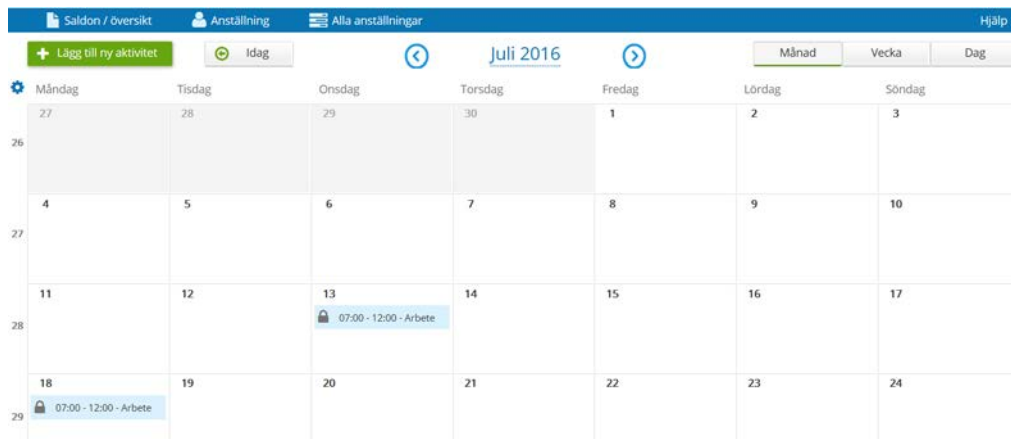 Saldon / översikt Anställning Alla anställningar Hjälp
Lägg till ny aktivitet Idag Juli 2016 Månad Vecka Dag
Måndag Tisdag Onsdag Torsdag Fredag Lördag Söndag
27 28 29 30 1 2 3
26
4 5 6 7 8 9 10
27
11 12 13 14 15 16 17
07:00 - 12:00 - Arbete
28
18 19 20 21 22 23 24
07:00 - 12:00 - Arbete
29